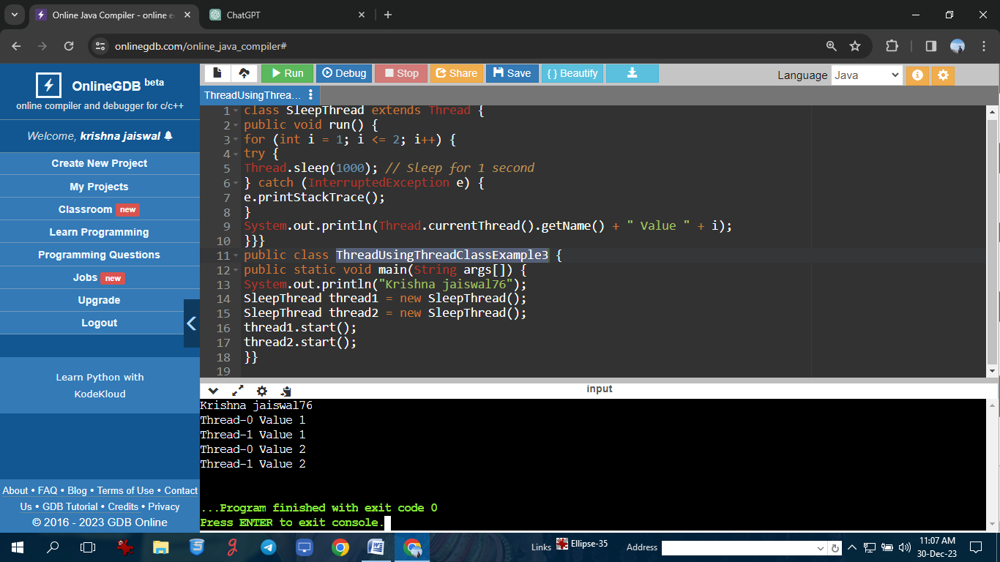 Online Java Compiler - online e
ChatGPT
onlinegdb.com/online_java_compiler#
OnlineGDB beta
online compiler and debugger for c/c++
Welcome, krishna jaiswal
Create New Project
My Projects
Classroom new
Learn Programming
Programming Questions
Jobs new
Upgrade
Logout
Learn Python with
KodeKloud
About • FAQ • Blog • Terms of Use • Contact
Us • GDB Tutorial • Credits • Privacy
© 2016 - 2023 GDB Online
Run Debug Stop Share Save { } Beautify
Language Java
ThreadUsingThrea...
1 class SleepThread extends Thread {
2 public void run() {
3 for (int i = 1; i <= 2; i++) {
4 try {
5 Thread.sleep(1000); // Sleep for 1 second
6 } catch (InterruptedException e) {
7 e.printStackTrace();
8 }
9 System.out.println(Thread.currentThread().getName() + " Value " + i);
10 }}}
11 public class ThreadUsingThreadClassExample3 {
12 public static void main(String args[]) {
13 System.out.println("Krishna jaiswal76");
14 SleepThread thread1 = new SleepThread();
15 SleepThread thread2 = new SleepThread();
16 thread1.start();
17 thread2.start();
18 }}
19
input
Krishna jaiswal76
Thread-0 Value 1
Thread-1 Value 1
Thread-0 Value 2
Thread-1 Value 2
...Program finished with exit code 0
Press ENTER to exit console.
Links Ellipse-35 Address
11:07 AM
30-Dec-23